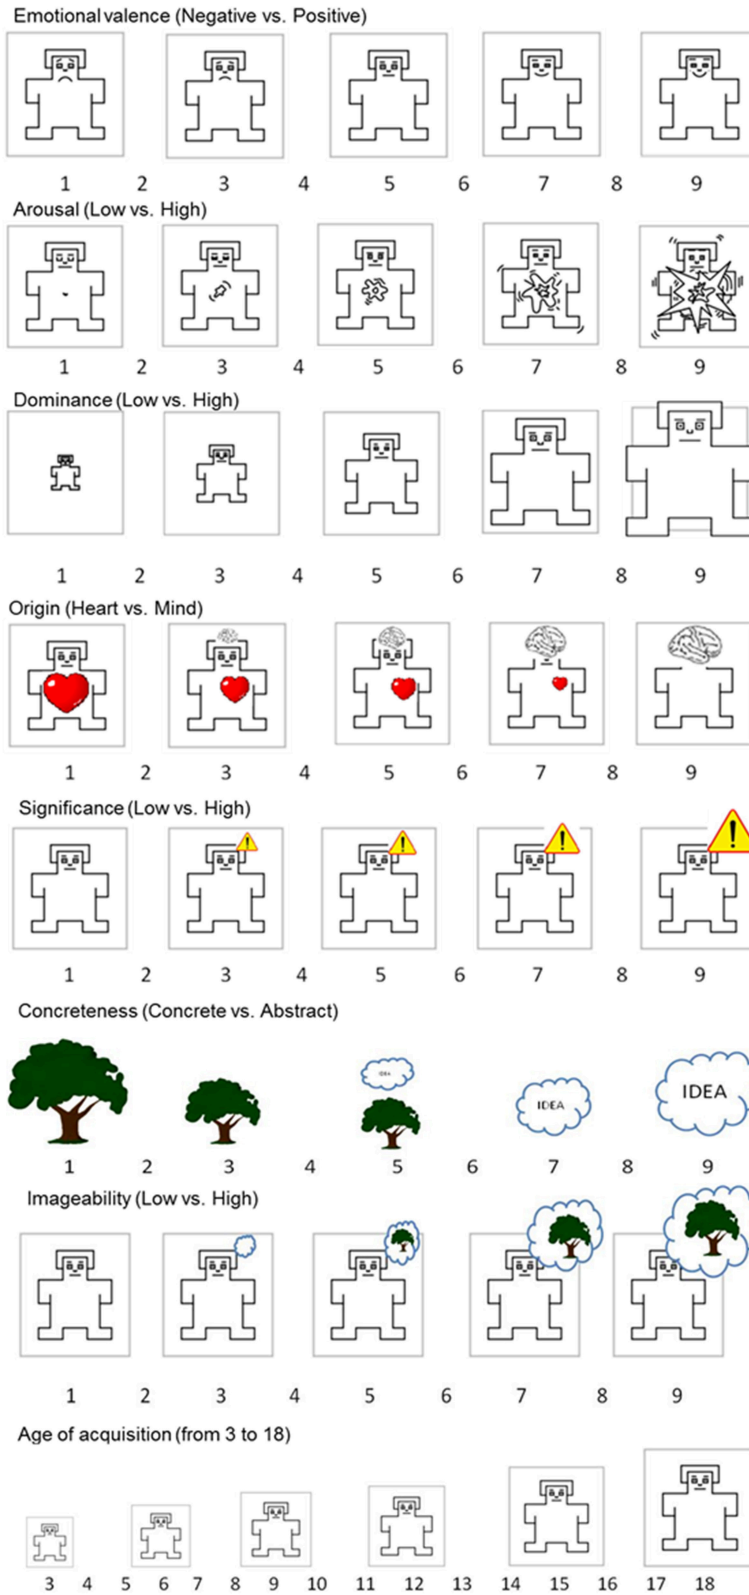 Emotional valence (Negative vs. Positive)
1 2 3 4 5 6 7 8 9
Arousal (Low vs. High)
1 2 3 4 5 6 7 8 9
Dominance (Low vs. High)
1 2 3 4 5 6 7 8 9
Origin (Heart vs. Mind)
1 2 3 4 5 6 7 8 9
Significance (Low vs. High)
! ! ! !
1 2 3 4 5 6 7 8 9
Concreteness (Concrete vs. Abstract)
IDEA IDEA IDEA
1 2 3 4 5 6 7 8 9
Imageability (Low vs. High)
1 2 3 4 5 6 7 8 9
Age of acquisition (from 3 to 18)
3 4 5 6 7 8 9 10 11 12 13 14 15 16 17 18